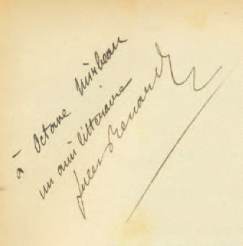 à Octave Mirbeau
un ami littéraire
Jules Renard